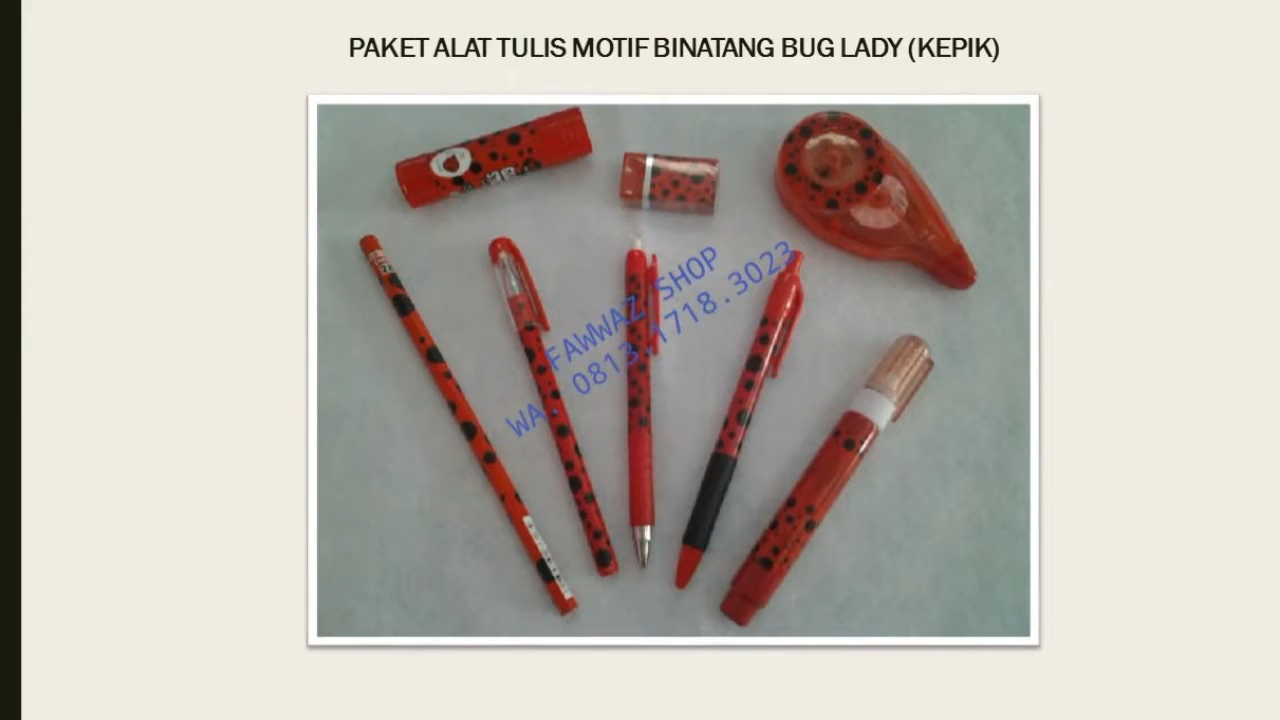 PAKET ALAT TULIS MOTIF BINATANG BUG LADY (KEPIK)
FAWWAZ SHOP
WA. 0813.1718.3023